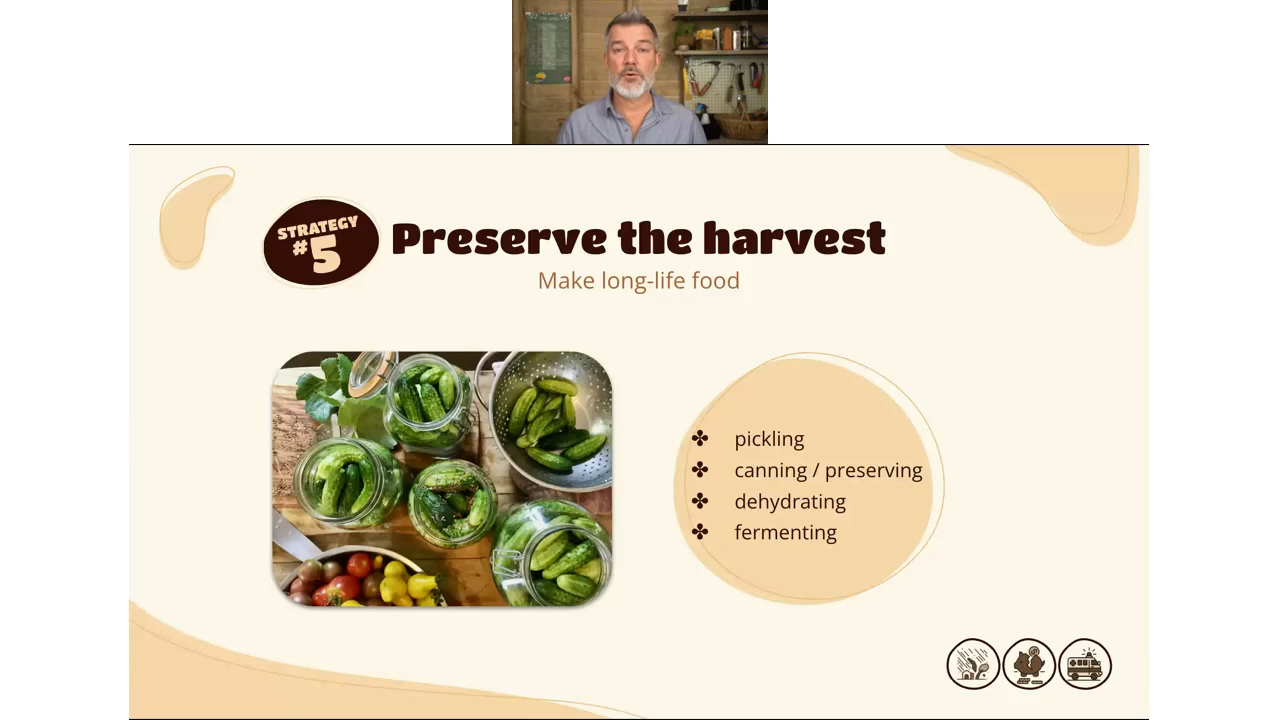 STRATEGY
#5
Preserve the harvest
Make long-life food
✤ pickling
✤ canning / preserving
✤ dehydrating
✤ fermenting